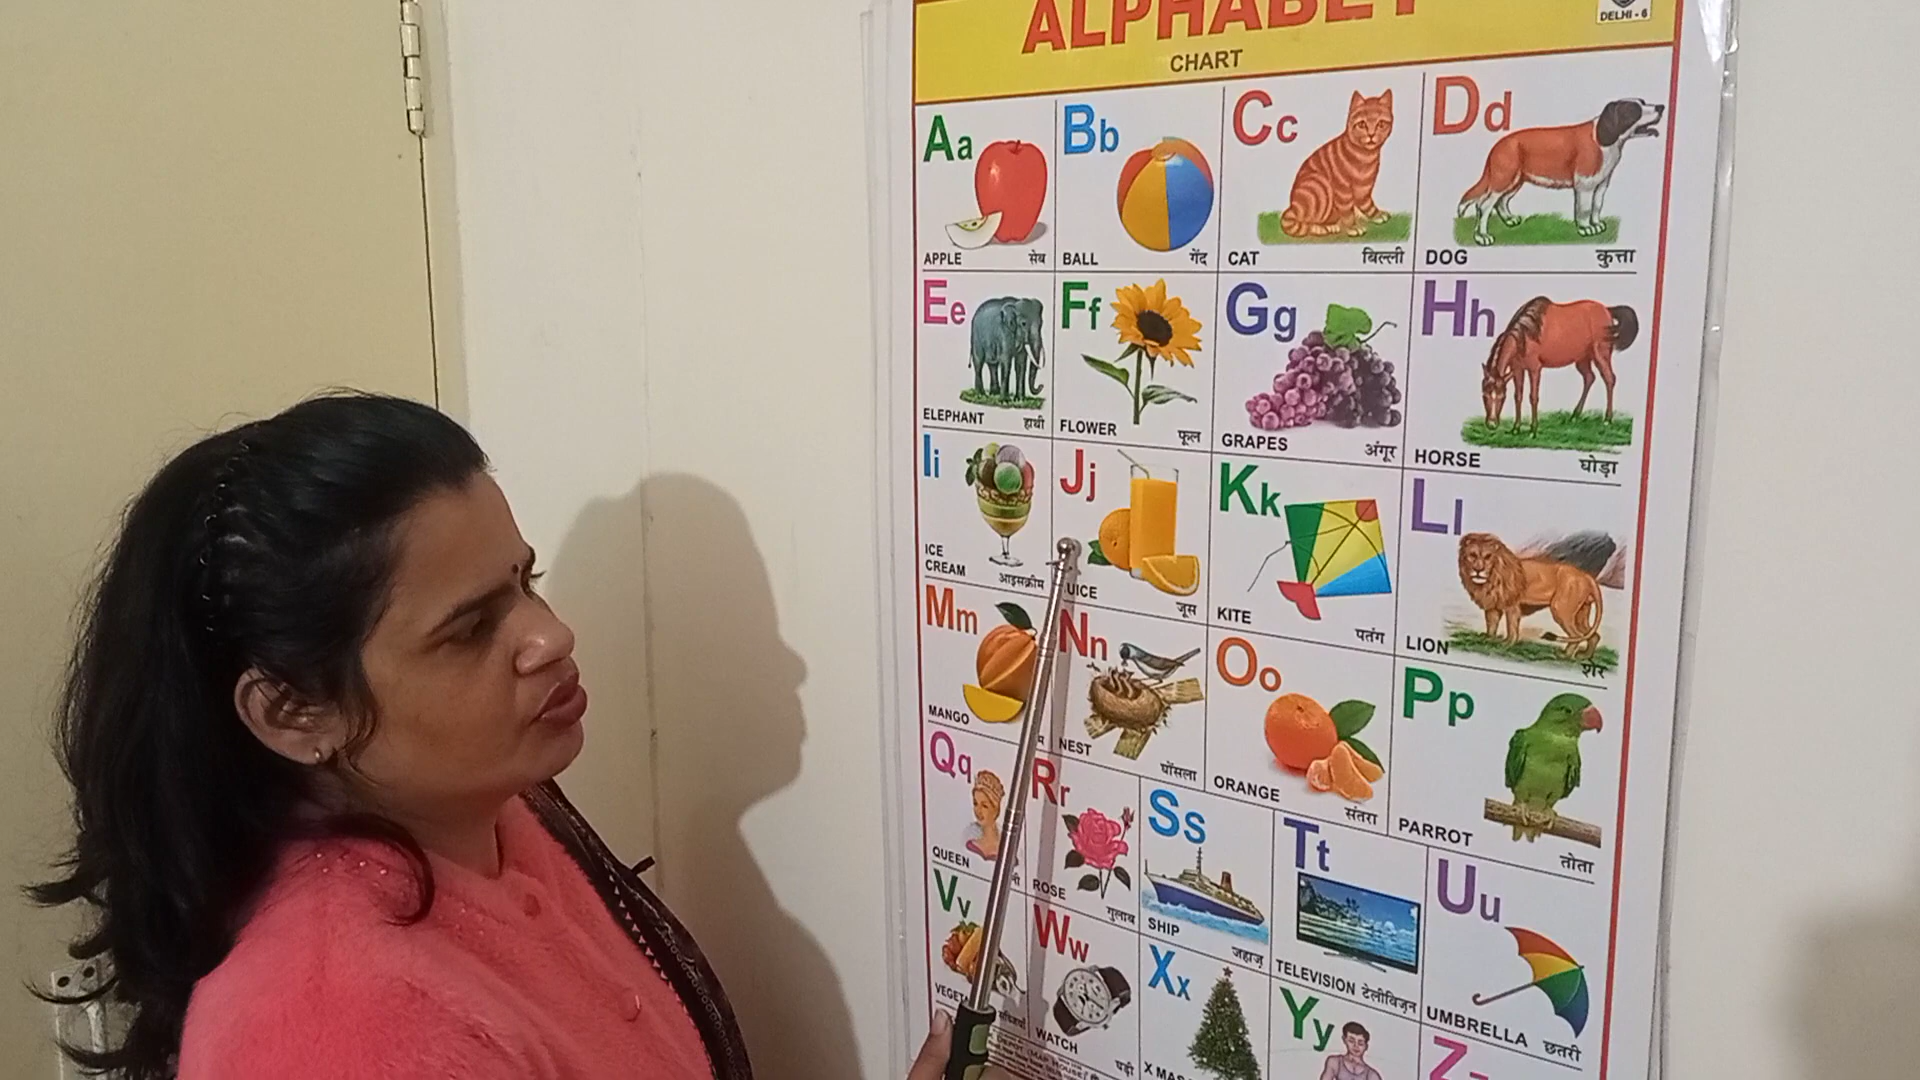 ALPHABET
CHART
DELHI - 6
Aa
APPLE सेब
Bb
BALL गेंद
Cc
CAT बिल्ली
Dd
DOG कुत्ता
Ee
ELEPHANT हाथी
Ff
FLOWER फूल
Gg
GRAPES अंगूर
Hh
HORSE घोड़ा
Ii
ICE
CREAM आइसक्रीम
Jj
UICE जूस
Kk
KITE पतंग
Ll
LION शेर
Mm
MANGO
Nn
NEST घोंसला
Oo
ORANGE संतरा
Pp
PARROT तोता
Qq
QUEEN
Rr
ROSE गुलाब
Ss
SHIP जहाज़
Tt
TELEVISION टेलीविज़न
Uu
UMBRELLA छतरी
Vv
VEGET
Ww
WATCH घड़ी
Xx
X MAS
Yy
Z